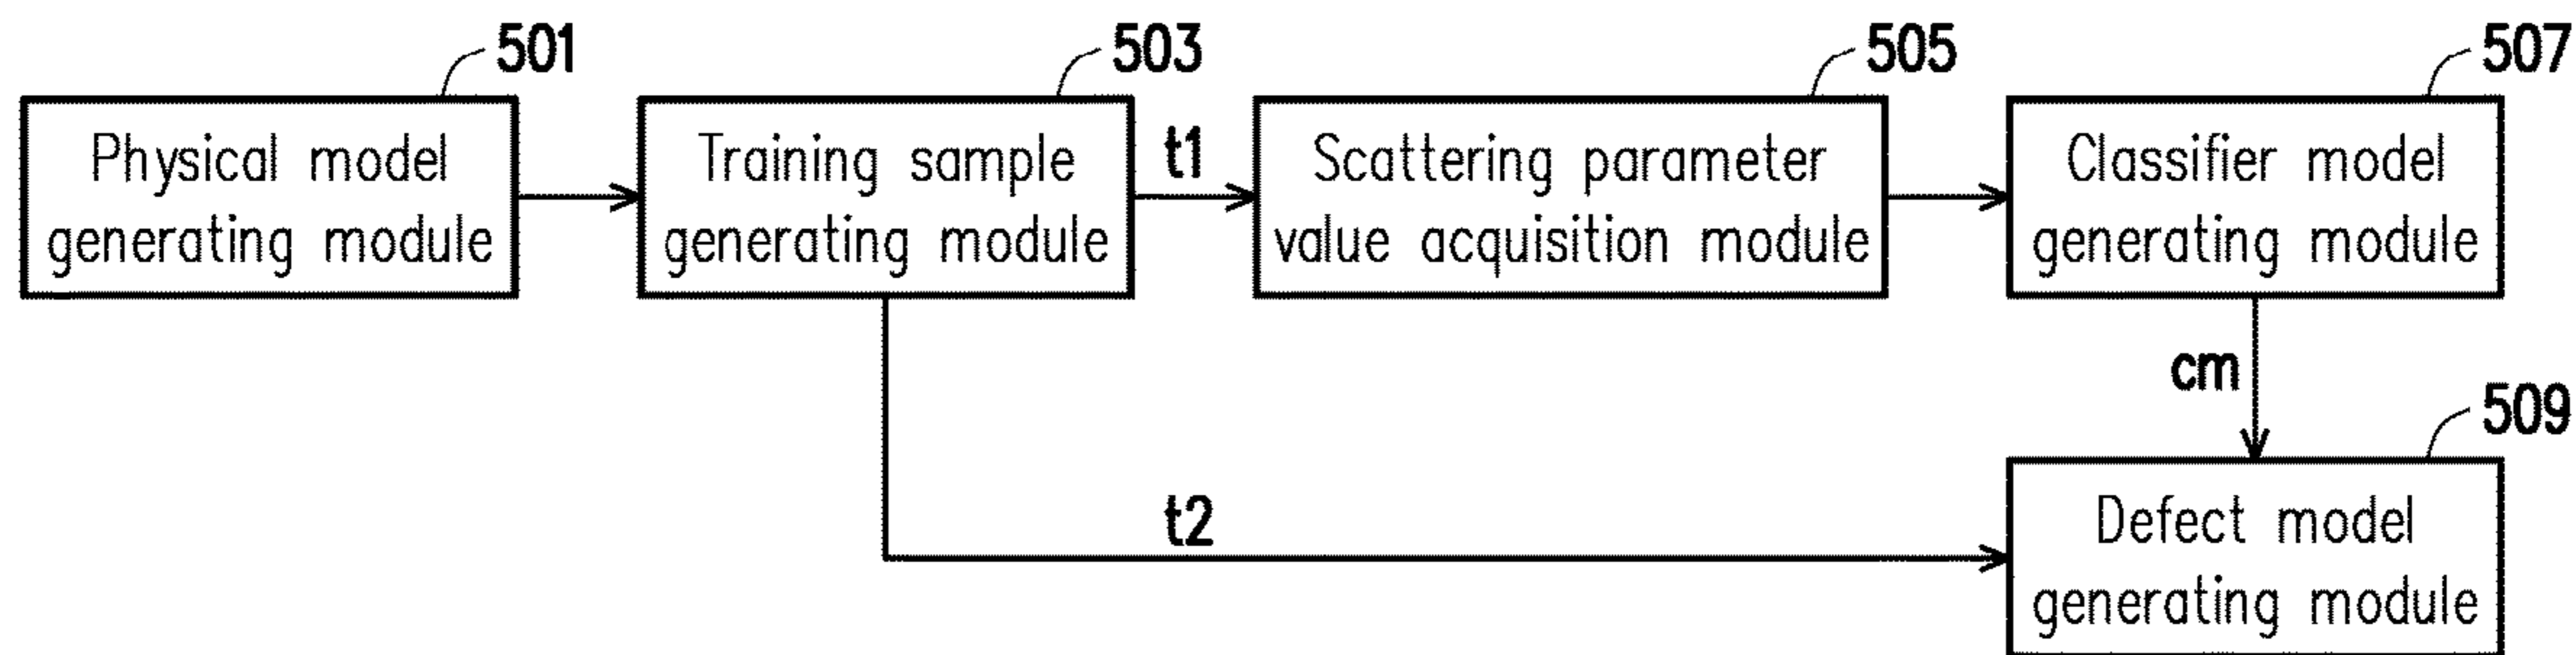 501
503
505
507
Physical model
generating module
Training sample
generating module
t1
Scattering parameter
value acquisition module
Classifier model
generating module
cm
509
t2
Defect model
generating module